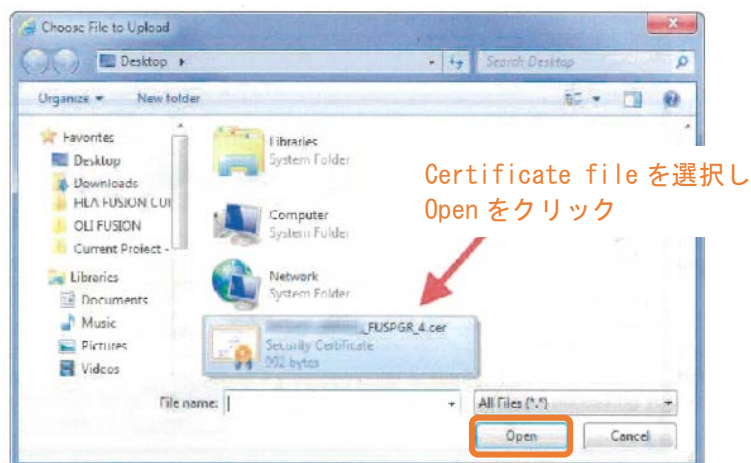 Choose File to Upload
Desktop
Search Desktop
Organize
New folder
Favorites
Desktop
Downloads
HLA FUSION CUI
OLI FUSION
Current Project -
Libraries
Documents
Music
Pictures
Videos
Libraries
System Folder
Computer
System Folder
Network
System Folder
_FUSPGR_4.cer
Security Certificate
992 bytes
Certificate file を選択し
Open をクリック
File name:
All Files (*.*)
Open
Cancel